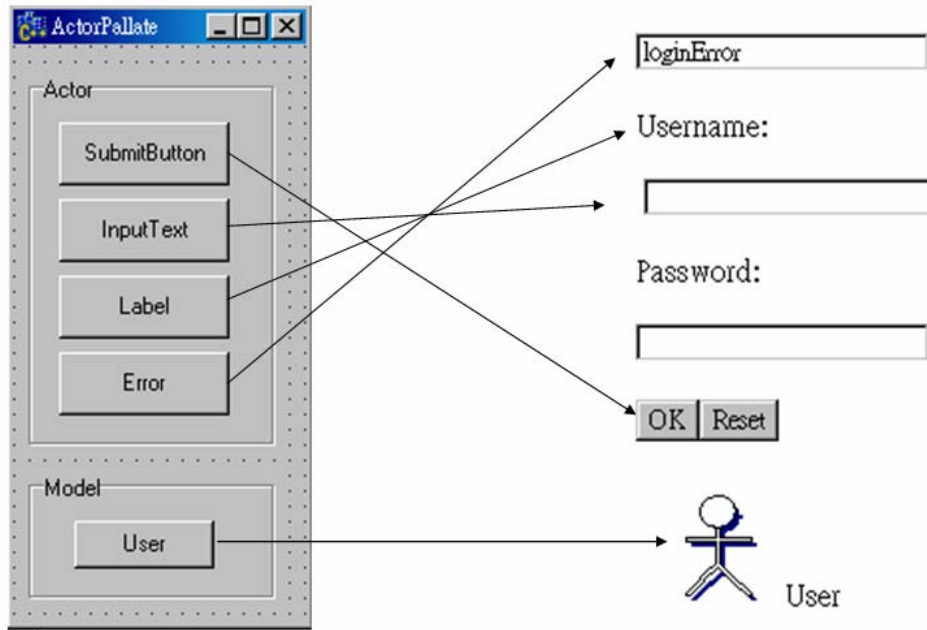 ActorPallate
Actor
SubmitButton
InputText
Label
Error
Model
User
loginError
Username:
Password:
OK Reset
User